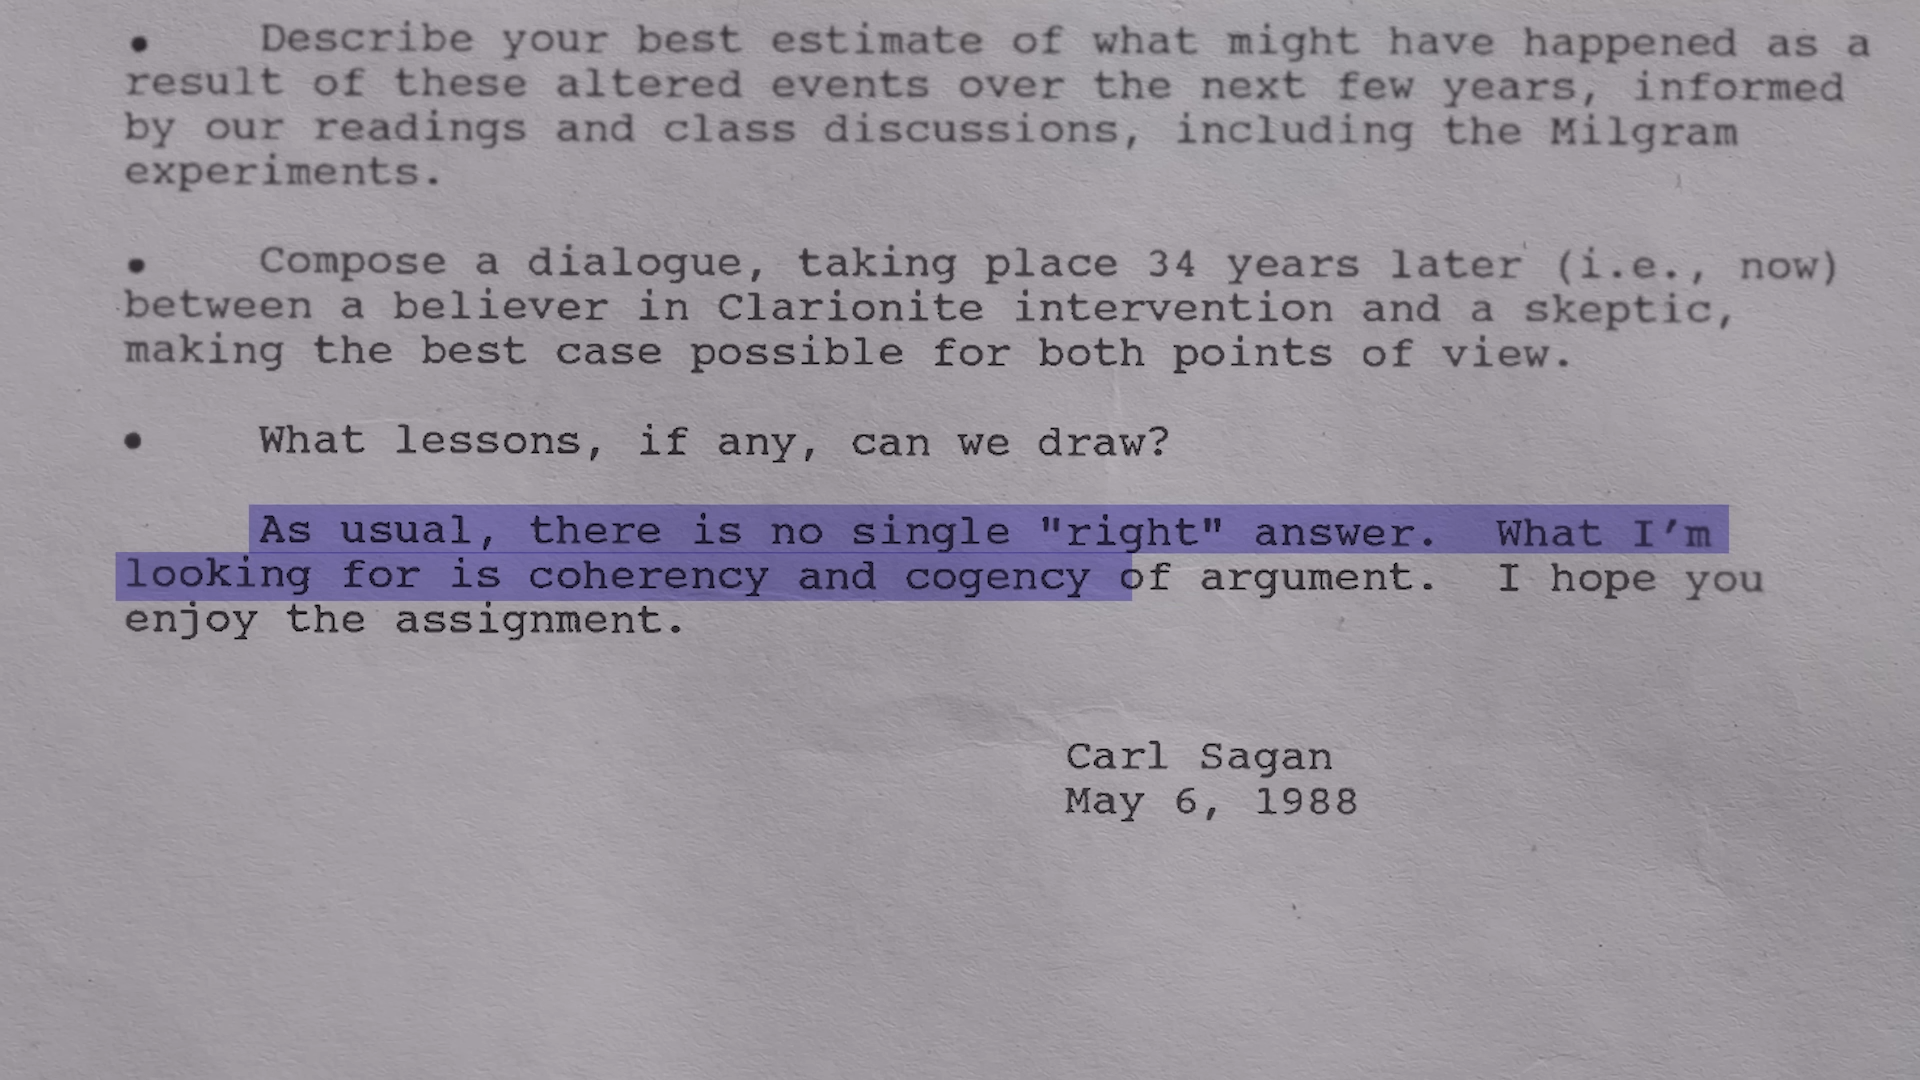 • Describe your best estimate of what might have happened as a
result of these altered events over the next few years, informed
by our readings and class discussions, including the Milgram
experiments.
• Compose a dialogue, taking place 34 years later (i.e., now)
between a believer in Clarionite intervention and a skeptic,
making the best case possible for both points of view.
• What lessons, if any, can we draw?
As usual, there is no single "right" answer. What I'm
looking for is coherency and cogency of argument. I hope you
enjoy the assignment.
Carl Sagan
May 6, 1988